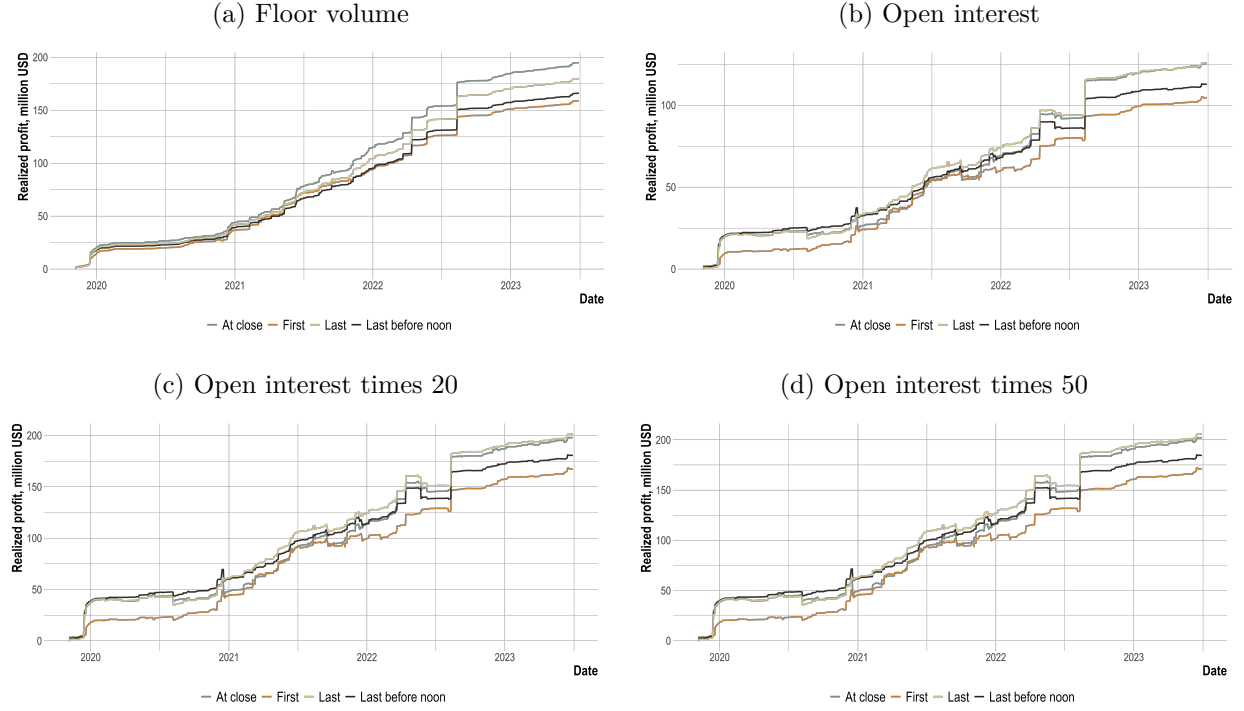 (a) Floor volume
Realized profit, million USD
200
150
100
50
0
2020 2021 2022 2023
Date
At close First Last Last before noon
(b) Open interest
Realized profit, million USD
100
50
0
2020 2021 2022 2023
Date
At close First Last Last before noon
(c) Open interest times 20
Realized profit, million USD
200
150
100
50
0
2020 2021 2022 2023
Date
At close First Last Last before noon
(d) Open interest times 50
Realized profit, million USD
200
150
100
50
0
2020 2021 2022 2023
Date
At close First Last Last before noon